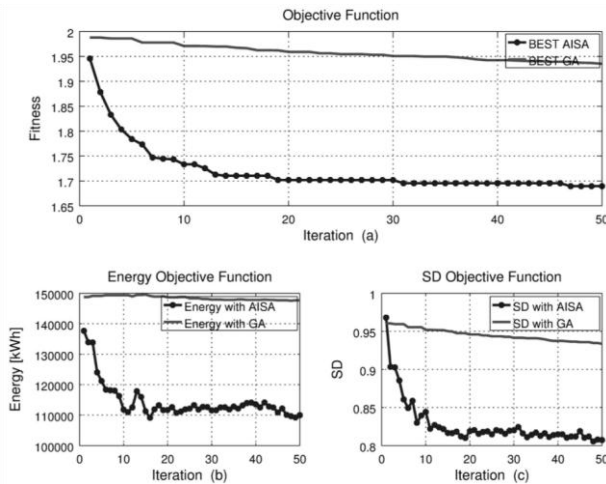 Objective Function
2
1.95
1.9
1.85
1.8
1.75
1.7
1.65
Fitness
BEST AISA
BEST GA
0
10
20
30
40
50
Iteration (a)
Energy Objective Function
150000
140000
130000
120000
110000
100000
Energy [kWh]
Energy with AISA
Energy with GA
0
10
20
30
40
50
Iteration (b)
SD Objective Function
1
0.95
0.9
0.85
0.8
SD
SD with AISA
SD with GA
0
10
20
30
40
50
Iteration (c)